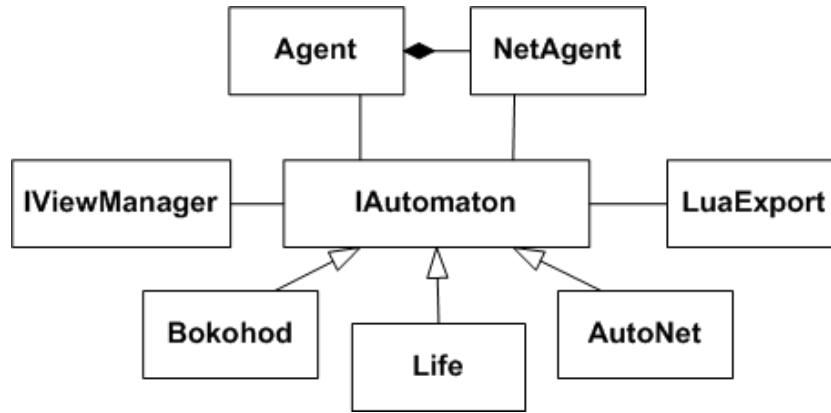 Agent
NetAgent
IViewManager
IAutomaton
LuaExport
Bokohod
Life
AutoNet